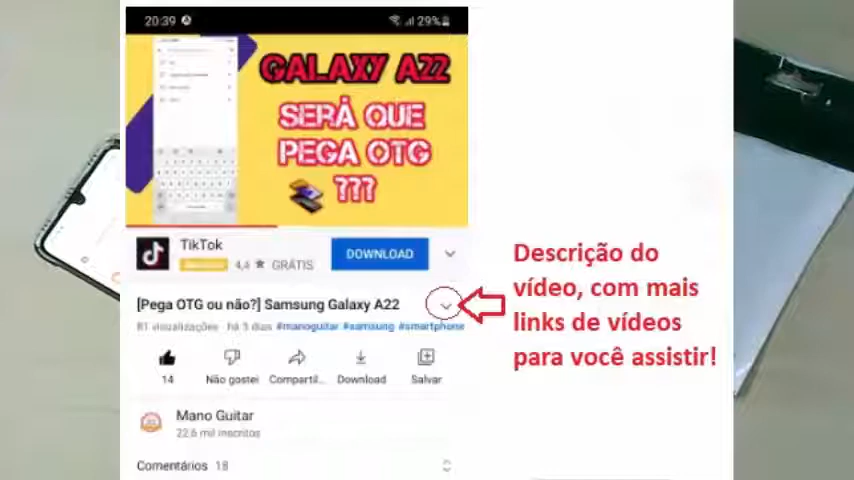 20:39
29%
GALAXY A22
SERÁ QUE
PEGA OTG
???
TikTok
4,4 ★ GRÁTIS
DOWNLOAD
[Pega OTG ou não?] Samsung Galaxy A22
81 visualizações há 3 dias #manoguitar #samsung #smartphone
14
Não gostei
Compartil...
Download
Salvar
Mano Guitar
22,6 mil inscritos
Comentários 18
Descrição do
vídeo, com mais
links de vídeos
para você assistir!